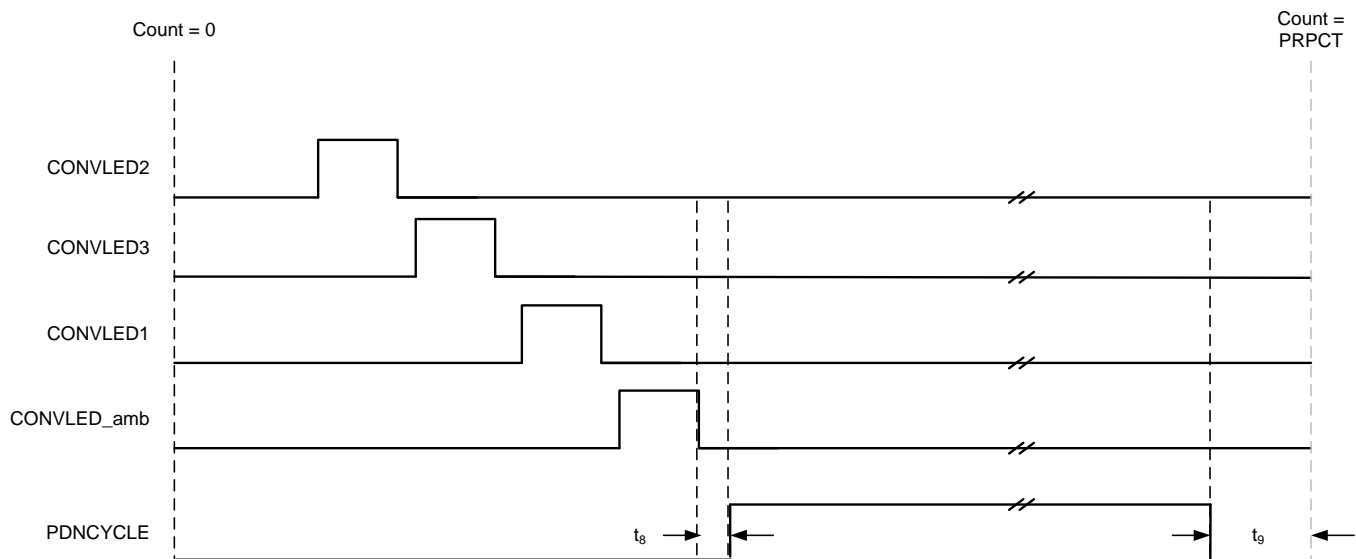 Count = 0
Count =
PRPCT
CONVLED2
CONVLED3
CONVLED1
CONVLED_amb
PDNCYCLE
t8
t9